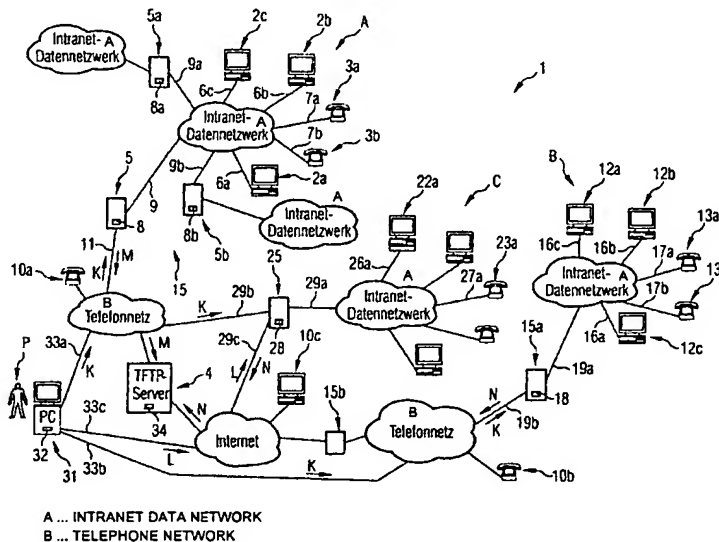 5a
2c
A
2b
Intranet-
A
Datennetzwerk
9a
8a
6c
6b
3a
7a
Intranet-
A
Datennetzwerk
7b
3b
1
5
9
9b
6a
2a
8
8b
5b
Intranet-
A
Datennetzwerk
22a
C
B
12a
12b
13a
11
K
M
15
25
26a
23a
27a
16c
16b
17a
10a
B
Telefonnetz
K
29b
29a
A
Intranet-
Datennetzwerk
Intranet-
A
Datennetzwerk
13
17b
16a
12c
P
33a
K
M
29c
28
10c
15a
19a
PC
33c
TFTP-
Server
4
N
L
N
34
32
31
33b
L
Internet
15b
B
Telefonnetz
N
K
19b
18
K
10b
A ... INTRANET DATA NETWORK
B ... TELEPHONE NETWORK